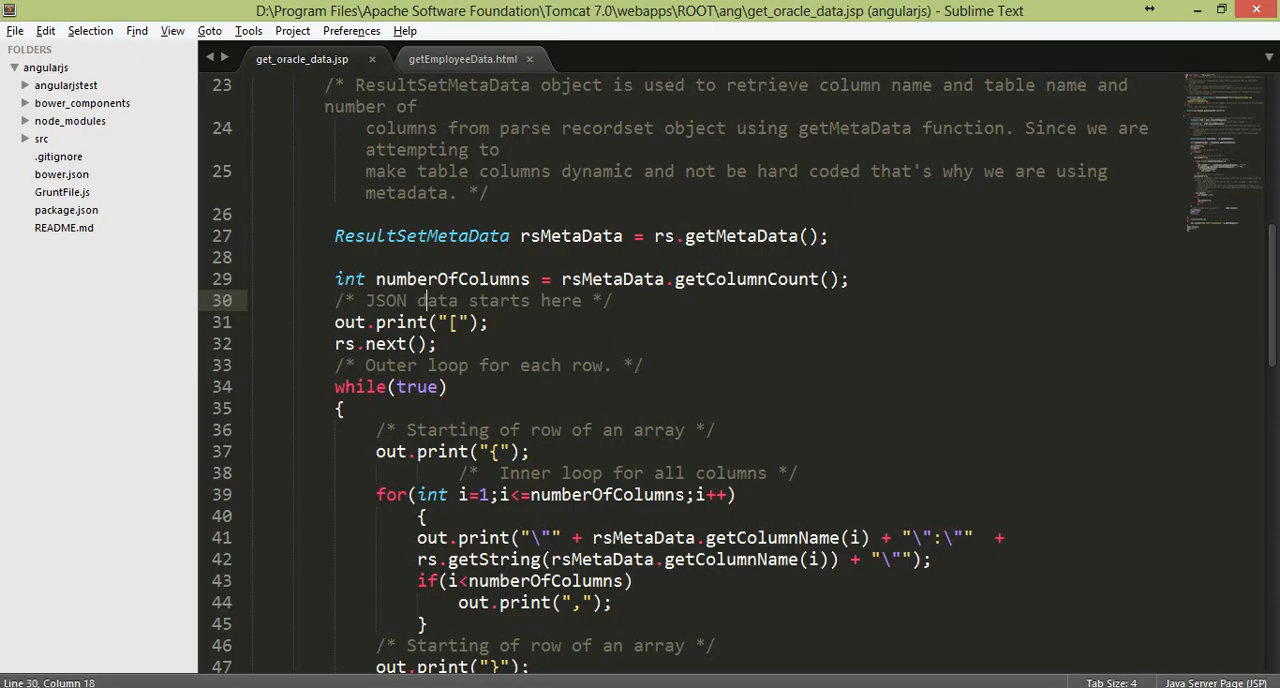 D:\Program Files\Apache Software Foundation\Tomcat 7.0\webapps\ROOT\ang\get_oracle_data.jsp (angularjs) - Sublime Text
File Edit Selection Find View Goto Tools Project Preferences Help
FOLDERS
angularjs
angularjstest
bower_components
node_modules
src
.gitignore
bower.json
GruntFile.js
package.json
README.md
get_oracle_data.jsp × getEmployeeData.html ×
23 /* ResultSetMetaData object is used to retrieve column name and table name and
number of
24 columns from parse recordset object using getMetaData function. Since we are
attempting to
25 make table columns dynamic and not be hard coded that's why we are using
metadata. */
26
27 ResultSetMetaData rsMetaData = rs.getMetaData();
28
29 int numberOfColumns = rsMetaData.getColumnCount();
30 /* JSON data starts here */
31 out.print("[");
32 rs.next();
33 /* Outer loop for each row. */
34 while(true)
35 {
36 /* Starting of row of an array */
37 out.print("{");
38 /*  Inner loop for all columns */
39 for(int i=1;i<=numberOfColumns;i++)
40 {
41 out.print("\"" + rsMetaData.getColumnName(i) + "\":\""  +
42 rs.getString(rsMetaData.getColumnName(i)) + "\"");
43 if(i<numberOfColumns)
44 out.print(",");
45 }
46 /* Starting of row of an array */
47 out.print("}");
Line 30, Column 18
Tab Size: 4
Java Server Page (JSP)